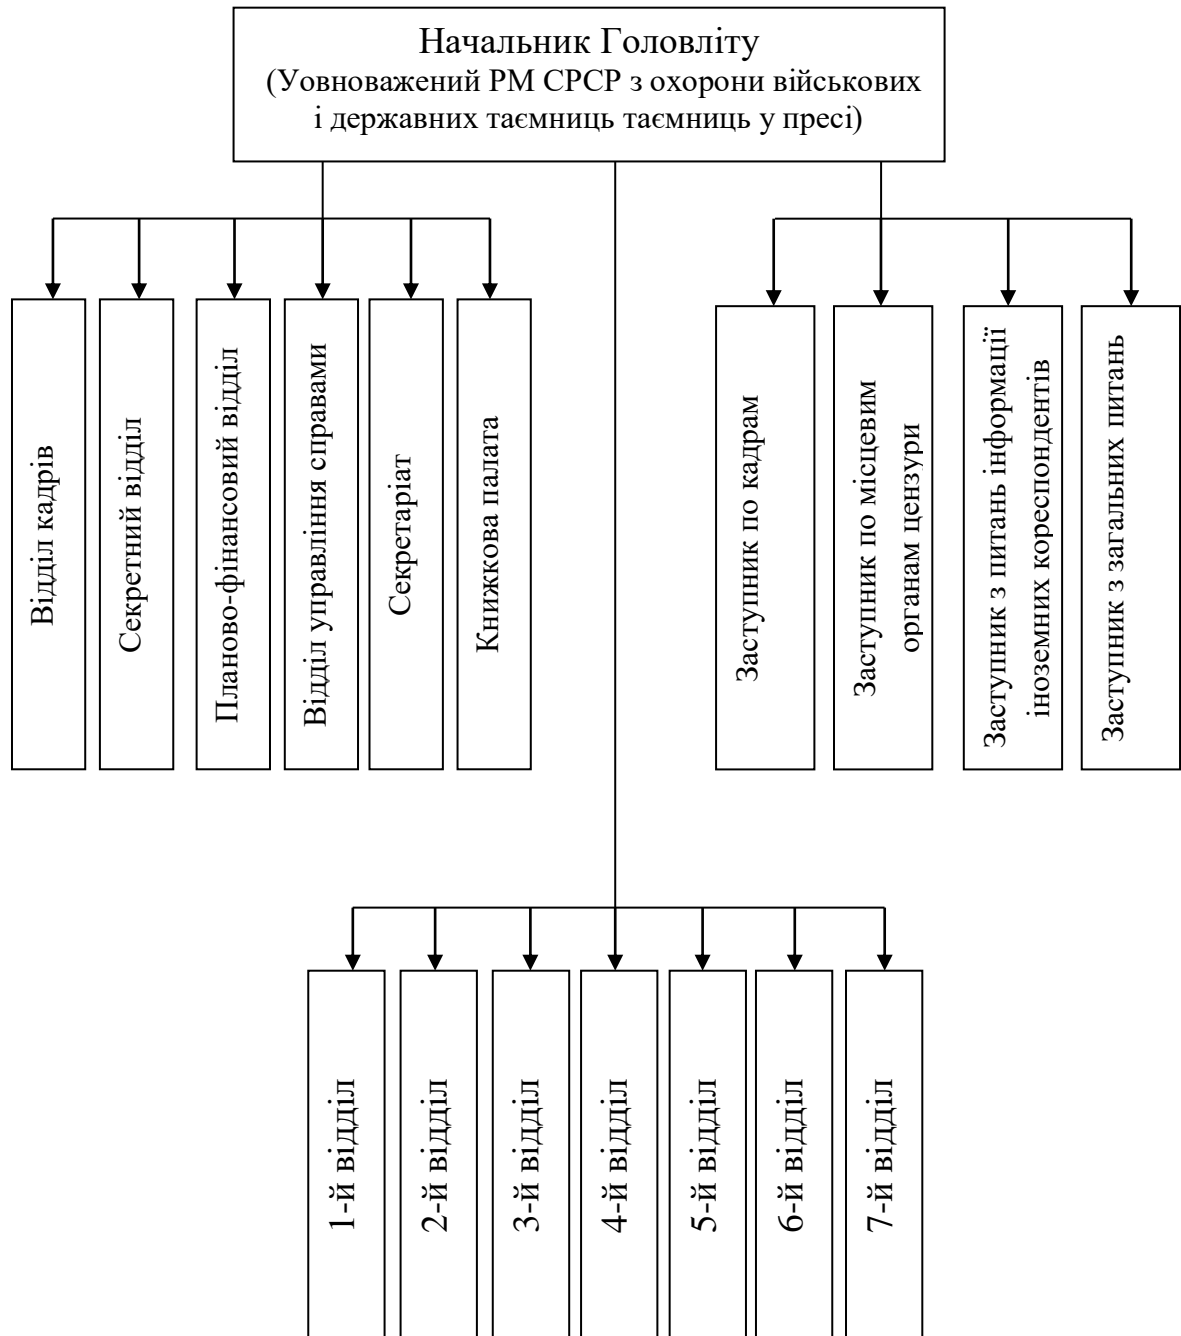 Начальник Головліту
(Уовноважений РМ СРСР з охорони військових
і державних таємниць таємниць у пресі)
Відділ кадрів
Секретний відділ
Планово-фінансовий відділ
Відділ управління справами
Секретаріат
Книжкова палата
Заступник по кадрам
Заступник по місцевим
органам цензури
Заступник з питань інформації
іноземних кореспондентів
Заступник з загальних питань
1-й відділ
2-й відділ
3-й відділ
4-й відділ
5-й відділ
6-й відділ
7-й відділ